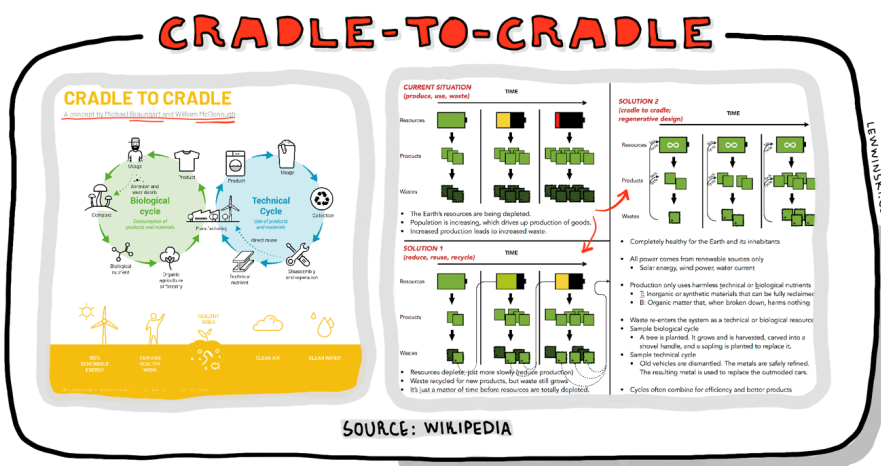 CRADLE-TO-CRADLE
CRADLE TO CRADLE
A concept by Michael Braungart and William McDonough
Usage
Product
Abrasion and
wear debris
Biological
cycle
Consumption of
products and materials
Compost
Biological
nutrient
Organic
agriculture
or forestry
Manufacturing
Product
Usage
Technical
Cycle
Use of products
and materials
Collection
direct reuse
Technical
nutrient
Disassembly
and separation
80%
RENEWABLE
ENERGY
FAIR AND
HEALTHY
WORK
HEALTHY
SOILS
CLEAN AIR
CLEAN WATER
CURRENT SITUATION
(produce, use, waste)
TIME
Resources
Products
Wastes
• The Earth's resources are being depleted.
• Population is increasing, which drives up production of goods.
• Increased production leads to increased waste.
SOLUTION 1
(reduce, reuse, recycle)
TIME
Resources
Products
Wastes
• Resources deplete, just more slowly (reduce production)
• Waste recycled for new products, but waste still grows
• It's just a matter of time before resources are totally depleted.
SOLUTION 2
(cradle to cradle;
regenerative design)
TIME
Resources
Products
Wastes
• Completely healthy for the Earth and its inhabitants
• All power comes from renewable sources only
• Solar energy, wind power, water current
• Production only uses harmless technical or biological nutrients
• T: Inorganic or synthetic materials that can be fully reclaimed
• B: Organic matter that, when broken down, harms nothing
• Waste re-enters the system as a technical or biological resource
• Sample biological cycle
• A tree is planted. It grows and is harvested, carved into a
shovel handle, and a sapling is planted to replace it.
• Sample technical cycle
• Old vehicles are dismantled. The metals are safely refined.
The resulting metal is used to replace the outmoded cars.
• Cycles often combine for efficiency and better products
SOURCE: WIKIPEDIA